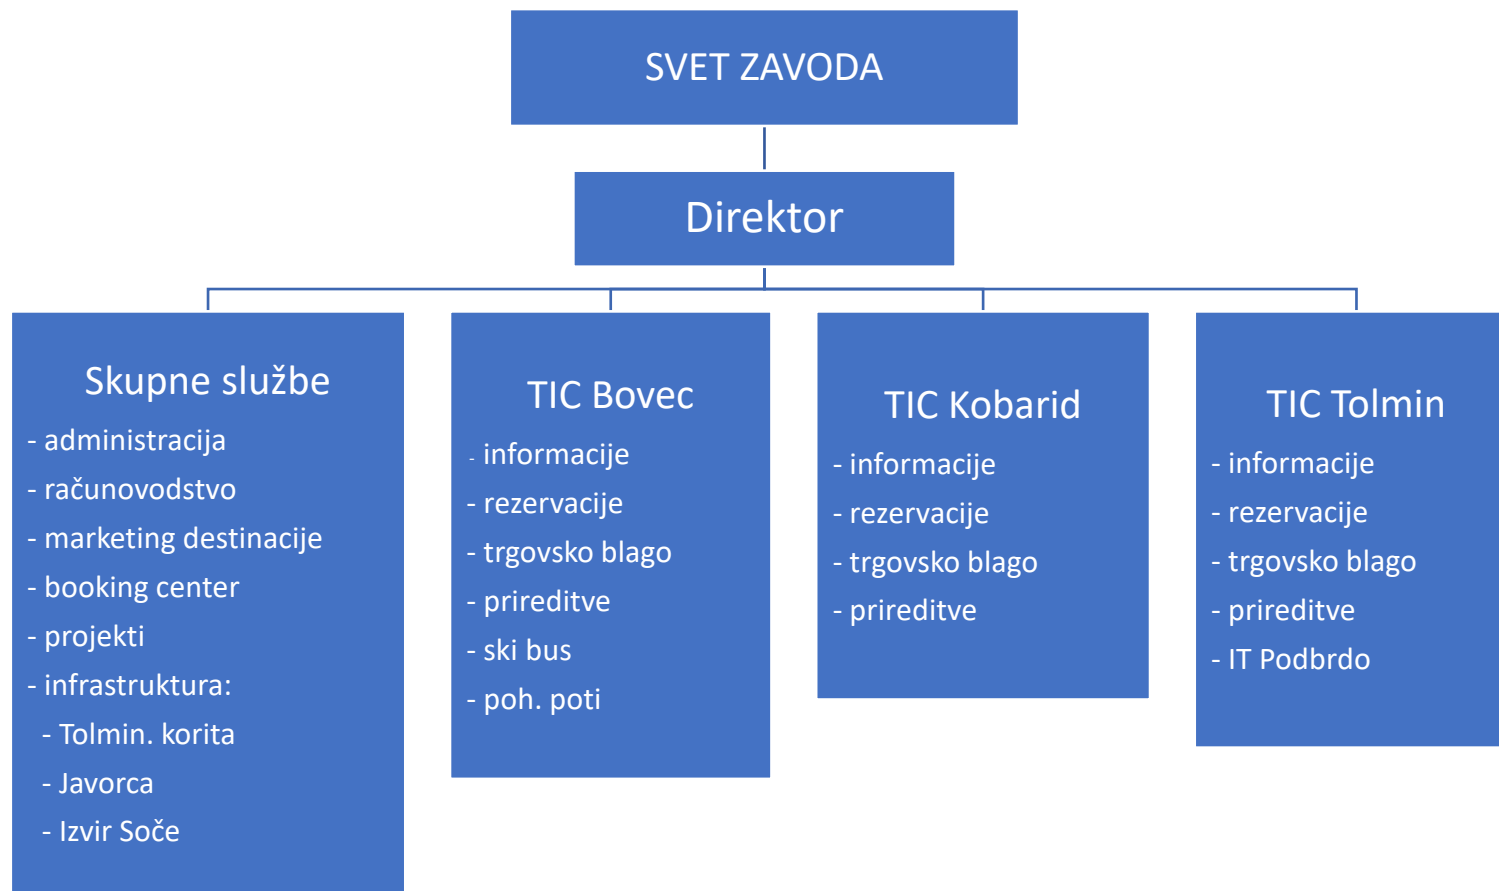 SVET ZAVODA
Direktor
Skupne službe
- administracija
- računovodstvo
- marketing destinacije
- booking center
- projekti
- infrastruktura:
- Tolmin. korita
- Javorca
- Izvir Soče
TIC Bovec
- informacije
- rezervacije
- trgovsko blago
- prireditve
- ski bus
- poh. poti
TIC Kobarid
- informacije
- rezervacije
- trgovsko blago
- prireditve
TIC Tolmin
- informacije
- rezervacije
- trgovsko blago
- prireditve
- IT Podbrdo